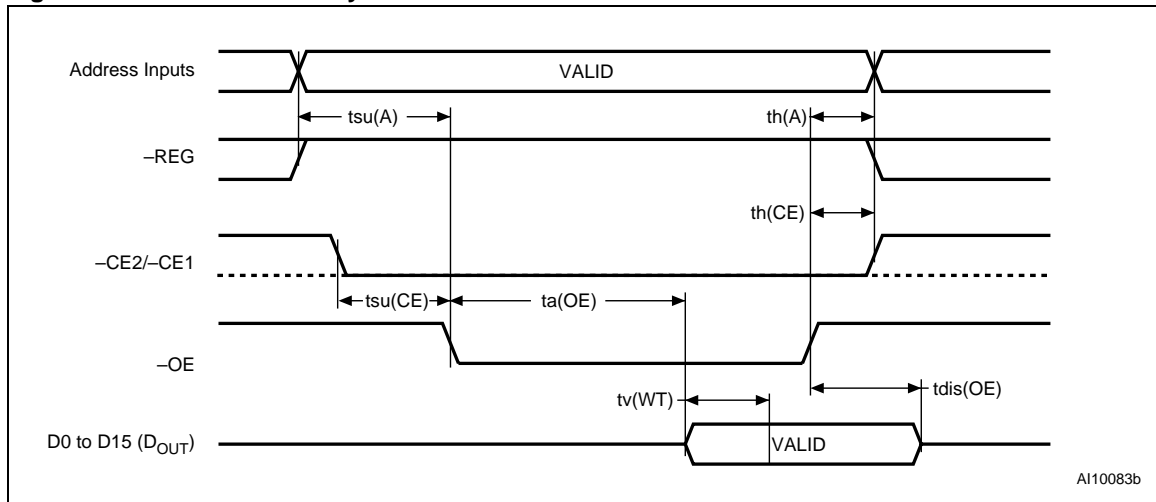 Address Inputs
VALID
tsu(A)
th(A)
–REG
th(CE)
–CE2/–CE1
tsu(CE)
ta(OE)
–OE
tv(WT)
tdis(OE)
D0 to D15 (DOUT)
VALID
AI10083b